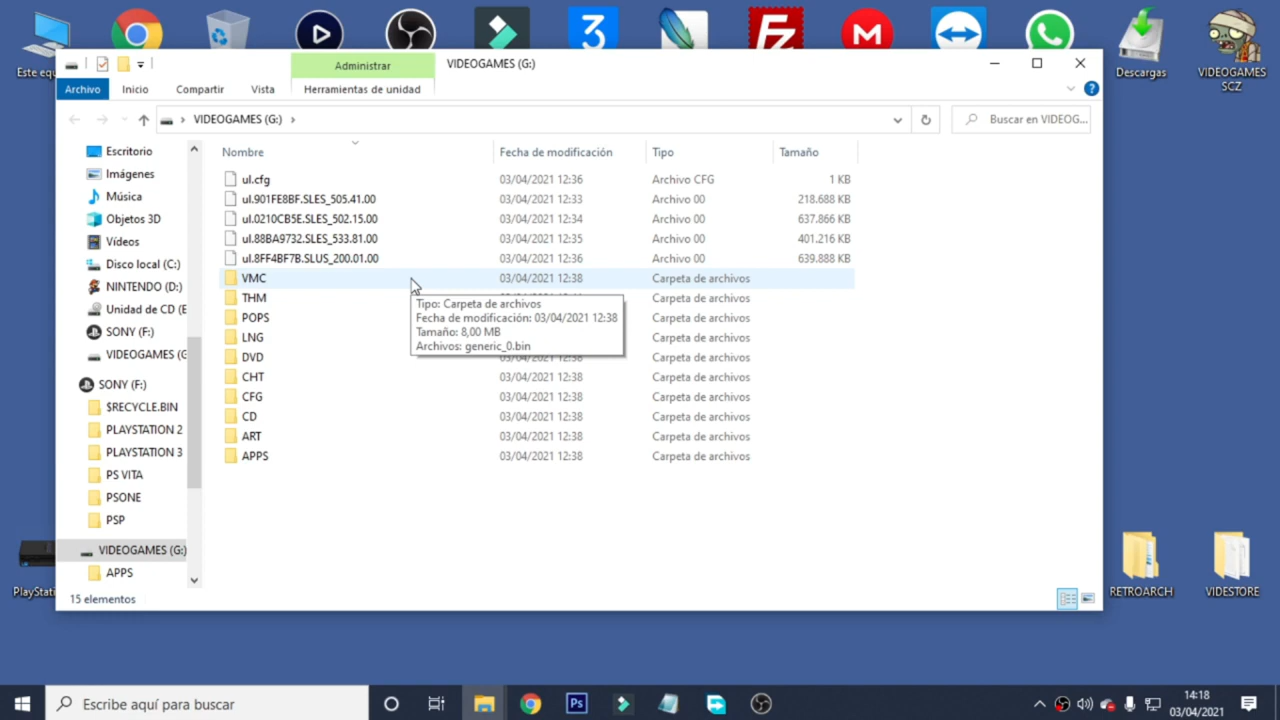 Este equ
Descargas
VIDEOGAMES
SCZ
Administrar
VIDEOGAMES (G:)
Archivo
Inicio
Compartir
Vista
Herramientas de unidad
VIDEOGAMES (G:)
Buscar en VIDEOG...
Escritorio
Imágenes
Música
Objetos 3D
Vídeos
Disco local (C:)
NINTENDO (D:)
Unidad de CD (E
SONY (F:)
VIDEOGAMES (G
SONY (F:)
$RECYCLE.BIN
PLAYSTATION 2
PLAYSTATION 3
PS VITA
PSONE
PSP
VIDEOGAMES (G:)
APPS
Nombre Fecha de modificación Tipo Tamaño
ul.cfg 03/04/2021 12:36 Archivo CFG 1 KB
ul.901FE8BF.SLES_505.41.00 03/04/2021 12:33 Archivo 00 218.688 KB
ul.0210CB5E.SLES_502.15.00 03/04/2021 12:34 Archivo 00 637.866 KB
ul.88BA9732.SLES_533.81.00 03/04/2021 12:35 Archivo 00 401.216 KB
ul.8FF4BF7B.SLUS_200.01.00 03/04/2021 12:36 Archivo 00 639.888 KB
VMC 03/04/2021 12:38 Carpeta de archivos
THM Carpeta de archivos
POPS Carpeta de archivos
LNG Carpeta de archivos
DVD 03/04/2021 12:38 Carpeta de archivos
CHT 03/04/2021 12:38 Carpeta de archivos
CFG 03/04/2021 12:38 Carpeta de archivos
CD 03/04/2021 12:38 Carpeta de archivos
ART 03/04/2021 12:38 Carpeta de archivos
APPS 03/04/2021 12:38 Carpeta de archivos
Tipo: Carpeta de archivos
Fecha de modificación: 03/04/2021 12:38
Tamaño: 8,00 MB
Archivos: generic_0.bin
15 elementos
PlayStati
RETROARCH
VIDESTORE
Escribe aquí para buscar
Ps
14:18
03/04/2021